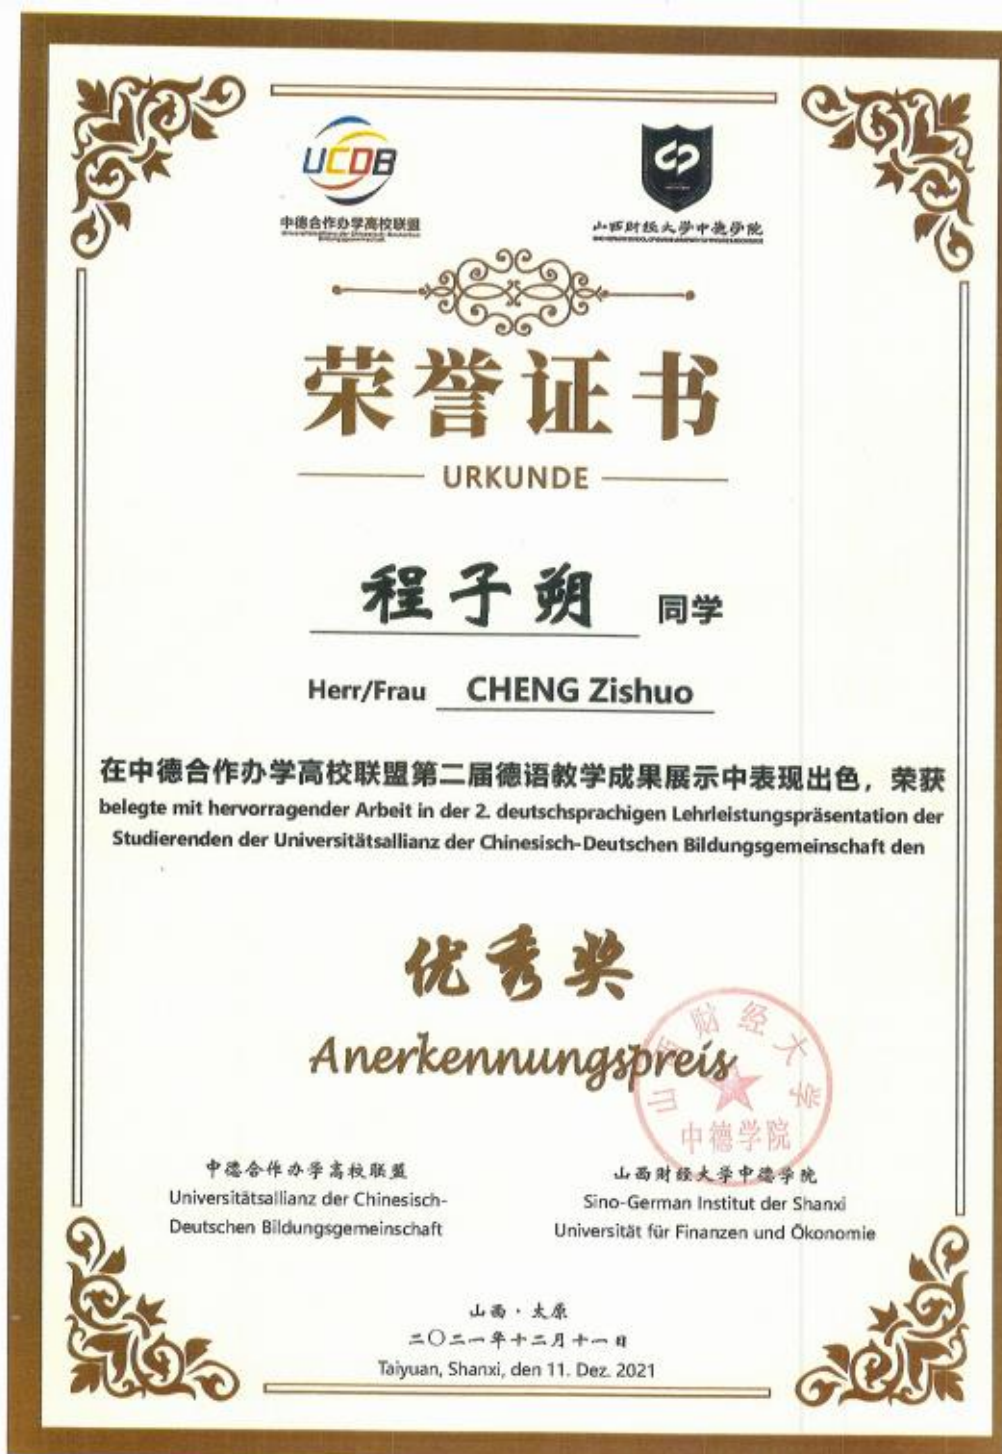 UCDB
中德合作办学高校联盟
山西财经大学中德学院
荣誉证书
URKUNDE
程子朔 同学
Herr/Frau CHENG Zishuo
在中德合作办学高校联盟第二届德语教学成果展示中表现出色，荣获
belegte mit hervorragender Arbeit in der 2. deutschsprachigen Lehrleistungspräsentation der
Studierenden der Universitätsallianz der Chinesisch-Deutschen Bildungsgemeinschaft den
优秀奖
Anerkennungspreis
山西财经大学
中德学院
中德合作办学高校联盟
Universitätsallianz der Chinesisch-
Deutschen Bildungsgemeinschaft
山西财经大学中德学院
Sino-German Institut der Shanxi
Universität für Finanzen und Ökonomie
山西·太原
二〇二一年十二月十一日
Taiyuan, Shanxi, den 11. Dez. 2021